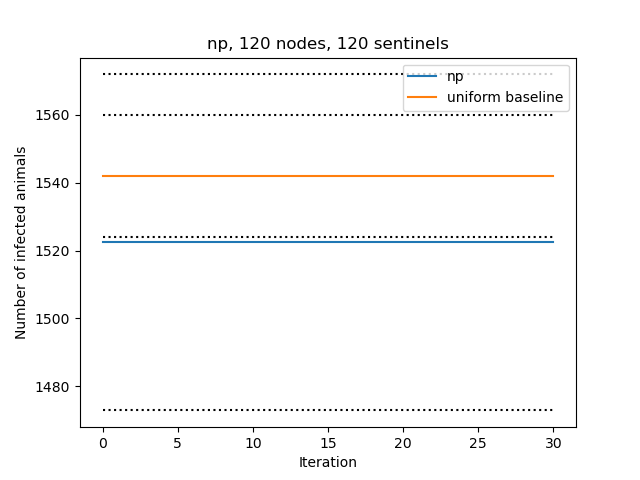 np, 120 nodes, 120 sentinels
np
uniform baseline
Number of infected animals
1560
1540
1520
1500
1480
0 5 10 15 20 25 30
Iteration